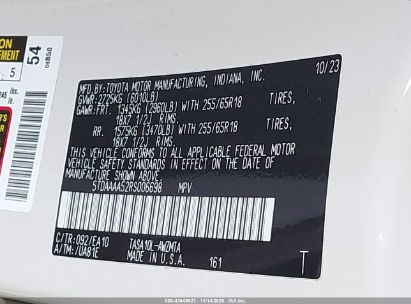 ION
EMENT
5
54
06B50
MFD. BY: TOYOTA MOTOR MANUFACTURING, INDIANA, INC.
10/23
GVWR: 2725KG (6010LB)
GAWR: FRT. 1345KG (2960LB) WITH 255/65R18 TIRES,
18X7 1/2J RIMS
RR. 1575KG (3470LB) WITH 255/65R18 TIRES,
18X7 1/2J RIMS
THIS VEHICLE CONFORMS TO ALL APPLICABLE FEDERAL MOTOR
VEHICLE SAFETY STANDARDS IN EFFECT ON THE DATE OF
MANUFACTURE SHOWN ABOVE.
5TDAAAA52RS006698 MPV
C/TR: 092/EA10 TASA10L-AWZMTA
A/TM: /UA81E 161 T